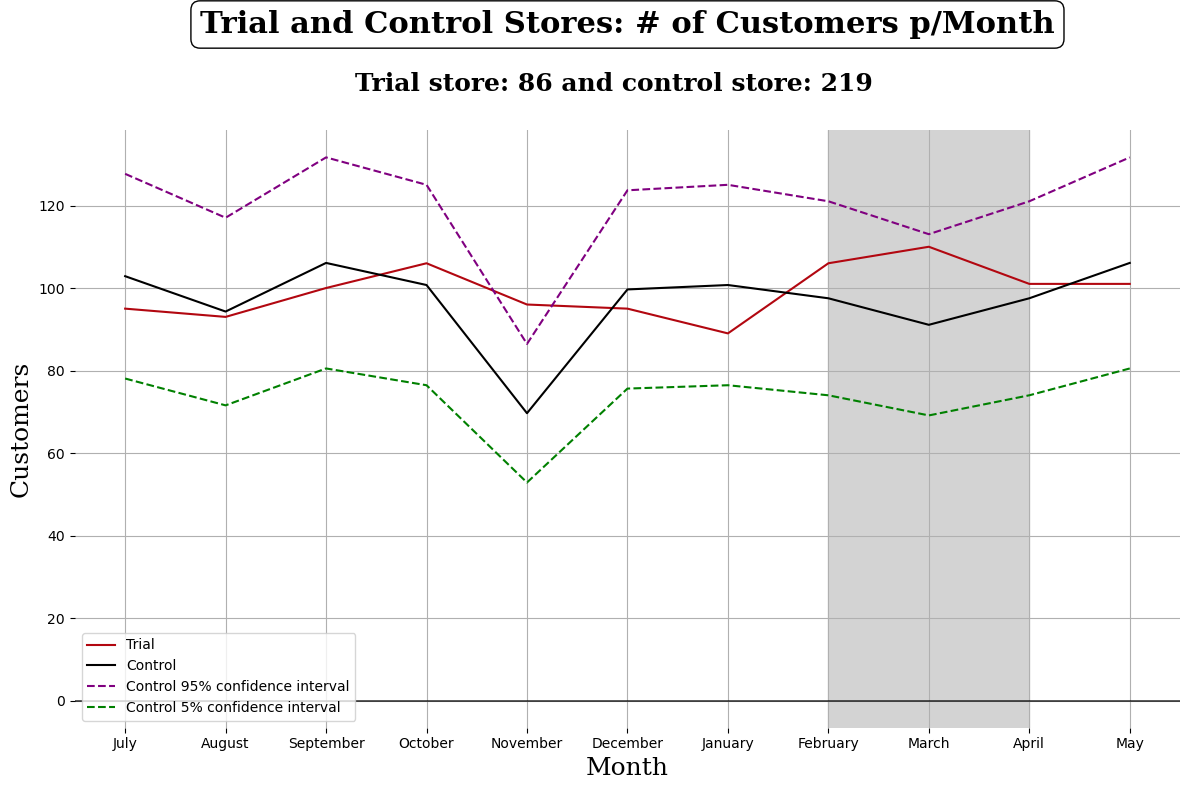 Trial and Control Stores: # of Customers p/Month
Trial store: 86 and control store: 219
Customers
120
100
80
60
40
20
0
Trial
Control
Control 95% confidence interval
Control 5% confidence interval
July August September October November December January February March April May
Month